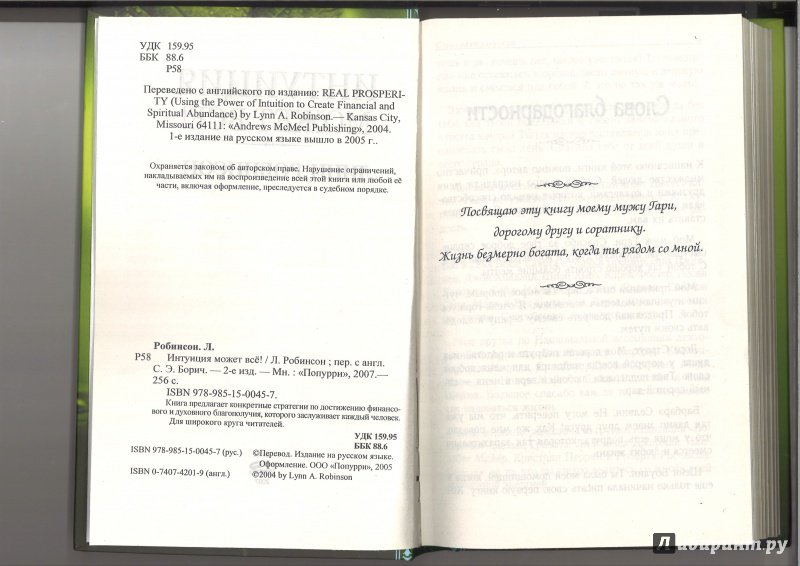 УДК 159.95
ББК 88.6
Р58
Переведено с английского по изданию: REAL PROSPERI-
TY (Using the Power of Intuition to Create Financial and
Spiritual Abundance) by Lynn A. Robinson.— Kansas City,
Missouri 64111: «Andrews McMeel Publishing», 2004.
1-е издание на русском языке вышло в 2005 г..
Охраняется законом об авторском праве. Нарушение ограничений,
накладываемых им на воспроизведение всей этой книги или любой её
части, включая оформление, преследуется в судебном порядке.
Робинсон. Л.
Р58 Интуиция может всё! / Л. Робинсон ; пер. с англ.
С. Э. Борич. — 2-е изд. — Мн. : «Попурри», 2007.—
256 с.
ISBN 978-985-15-0045-7.
Книга предлагает конкретные стратегии по достижению финансо-
вого и духовного благополучия, которого заслуживает каждый человек.
Для широкого круга читателей.
УДК 159.95
ББК 88.6
ISBN 978-985-15-0045-7 (рус.) ©Перевод. Издание на русском языке.
Оформление. ООО «Попурри», 2005
ISBN 0-7407-4201-9 (англ.) ©2004 by Lynn A. Robinson
Посвящаю эту книгу моему мужу Гари,
дорогому другу и соратнику.
Жизнь безмерно богата, когда ты рядом со мной.
Лабиринт.ру